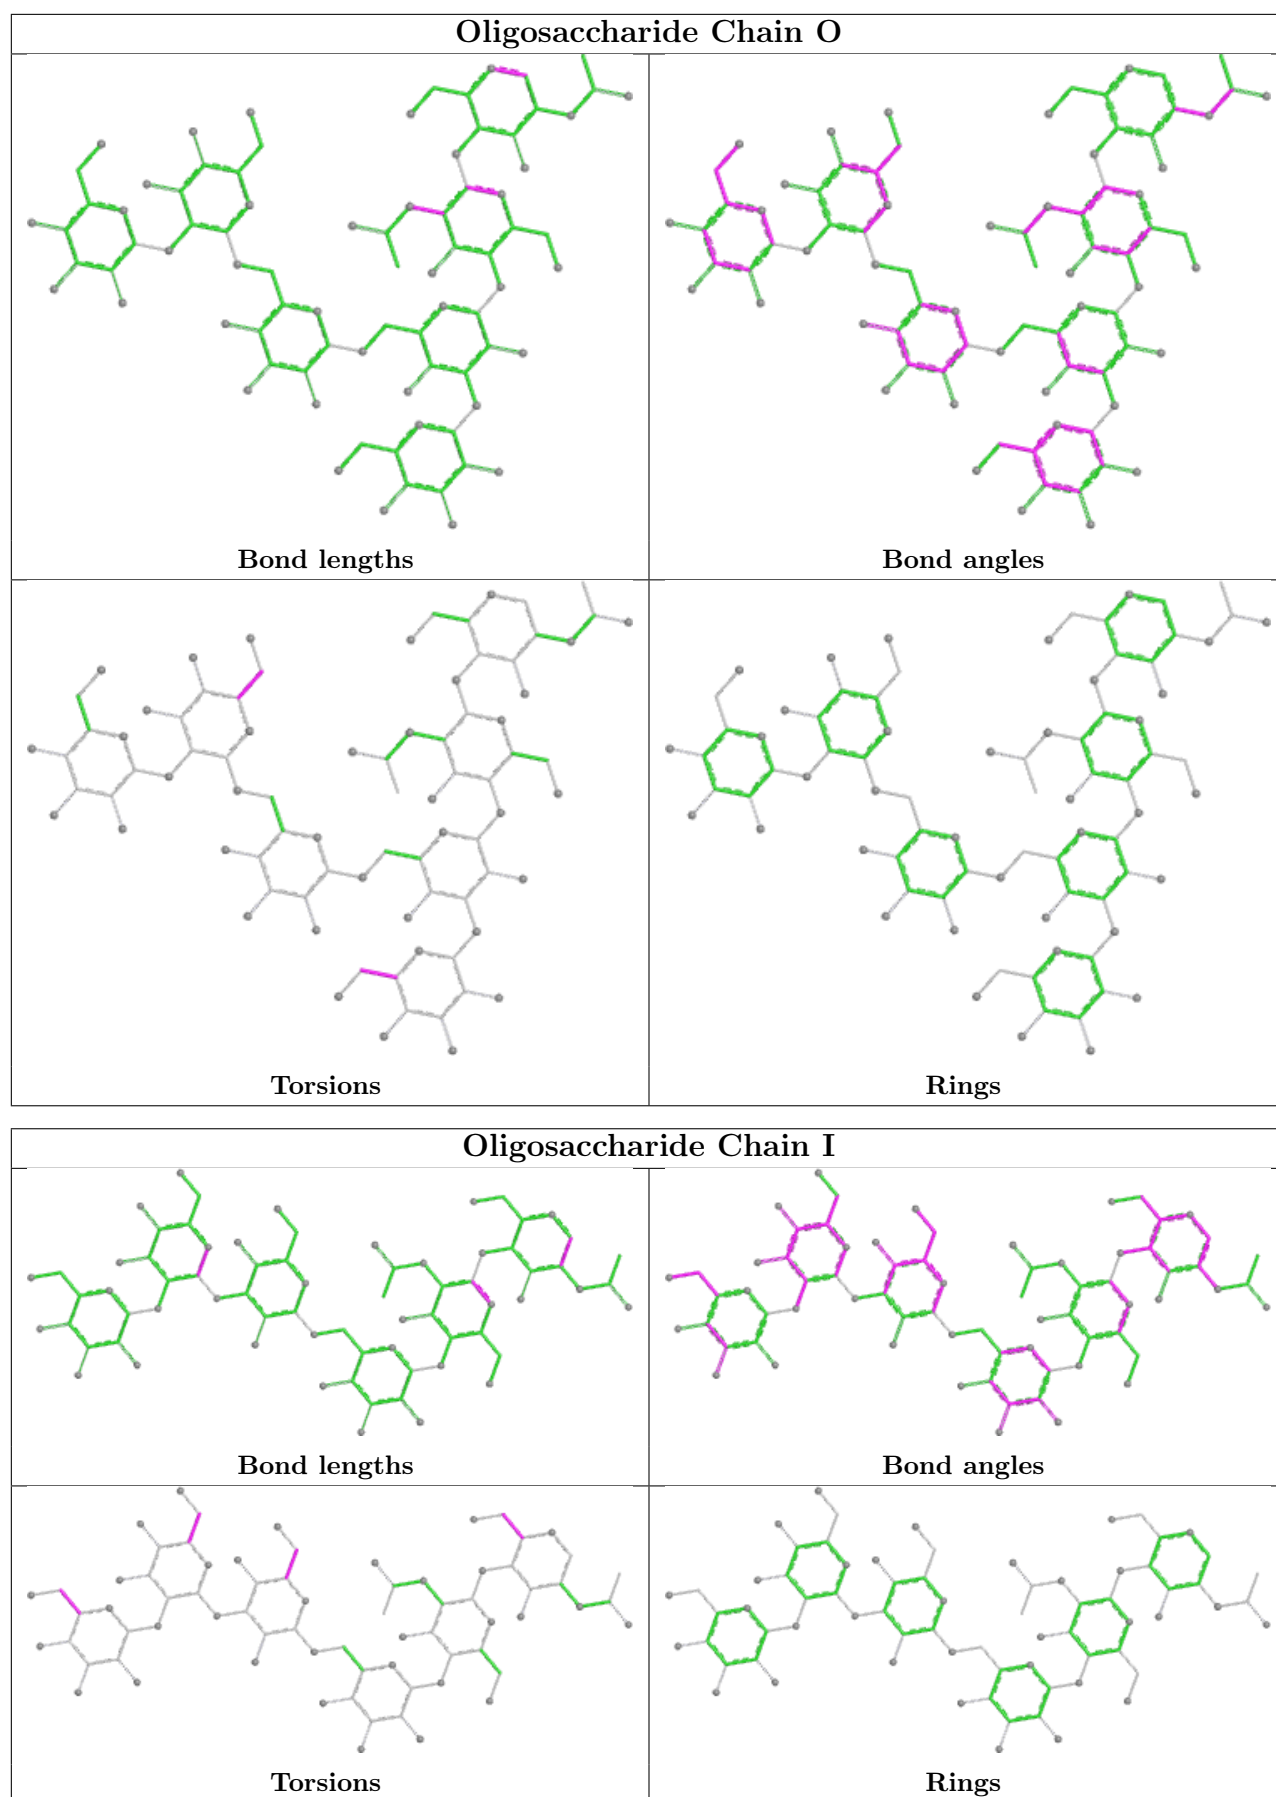 Oligosaccharide Chain O
Bond lengths
Bond angles
Torsions
Rings
Oligosaccharide Chain I
Bond lengths
Bond angles
Torsions
Rings